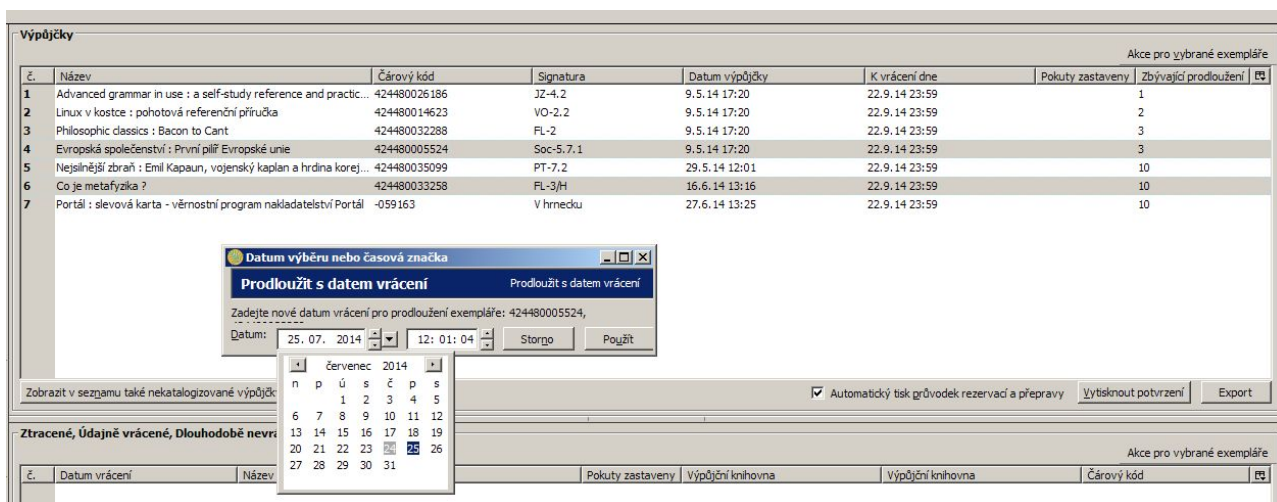 Výpůjčky
Akce pro vybrané exempláře
č. Název Čárový kód Signatura Datum výpůjčky K vrácení dne Pokuty zastaveny Zbývající prodloužení
1 Advanced grammar in use : a self-study reference and practic... 424480026186 JZ-4.2 9.5.14 17:20 22.9.14 23:59 1
2 Linux v kostce : pohotová referenční příručka 424480014623 VO-2.2 9.5.14 17:20 22.9.14 23:59 2
3 Philosophic classics : Bacon to Cant 424480032288 FL-2 9.5.14 17:20 22.9.14 23:59 3
4 Evropská společenství : První pilíř Evropské unie 424480005524 Soc-5.7.1 9.5.14 17:20 22.9.14 23:59 3
5 Nejsilnější zbraň : Emil Kapaun, vojenský kaplan a hrdina korej... 424480035099 PT-7.2 29.5.14 12:01 22.9.14 23:59 10
6 Co je metafyzika ? 424480033258 FL-3/H 16.6.14 13:16 22.9.14 23:59 10
7 Portál : slevová karta - věrnostní program nakladatelství Portál -059163 V hrnecku 27.6.14 13:25 22.9.14 23:59 10
Datum výběru nebo časová značka
Prodloužit s datem vrácení Prodloužit s datem vrácení
Zadejte nové datum vrácení pro prodloužení exempláře: 424480005524,
Datum: 25. 07. 2014 12: 01: 04 Storno Použít
červenec 2014
n p ú s č p s
1 2 3 4 5
6 7 8 9 10 11 12
13 14 15 16 17 18 19
20 21 22 23 24 25 26
27 28 29 30 31
Zobrazit v seznamu také nekatalogizované výpůjčk Automatický tisk průvodek rezervací a přepravy Vytisknout potvrzení Export
Ztracené, Údajně vrácené, Dlouhodobě nevrá
Akce pro vybrané exempláře
č. Datum vrácení Název Pokuty zastaveny Výpůjční knihovna Výpůjční knihovna Čárový kód